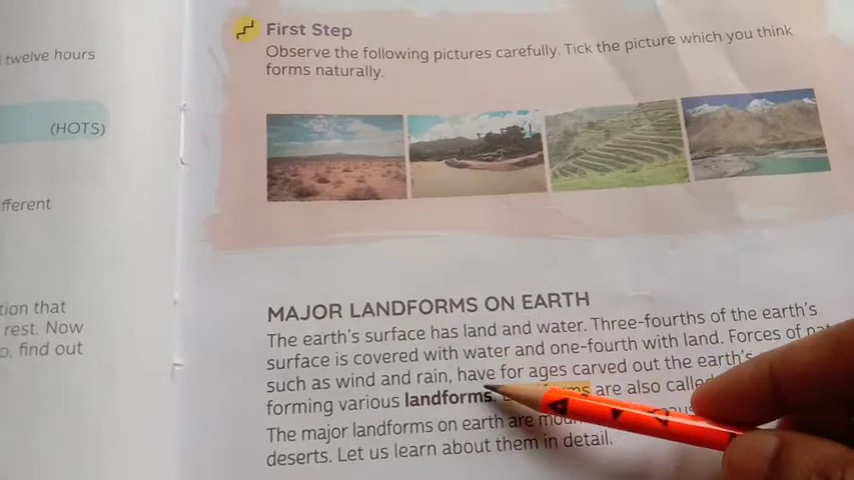 twelve hours
(HOTS)
fferent
tion that
rest. Now
o, find out
First Step
Observe the following pictures carefully. Tick the picture which you think
forms naturally.
MAJOR LANDFORMS ON EARTH
The earth's surface has land and water. Three-fourths of the earth's
surface is covered with water and one-fourth with land. Forces of
such as wind and rain, have for ages carved out the earth's
forming various landforms. are also called
The major landforms on earth are
deserts. Let us learn about them in detail.